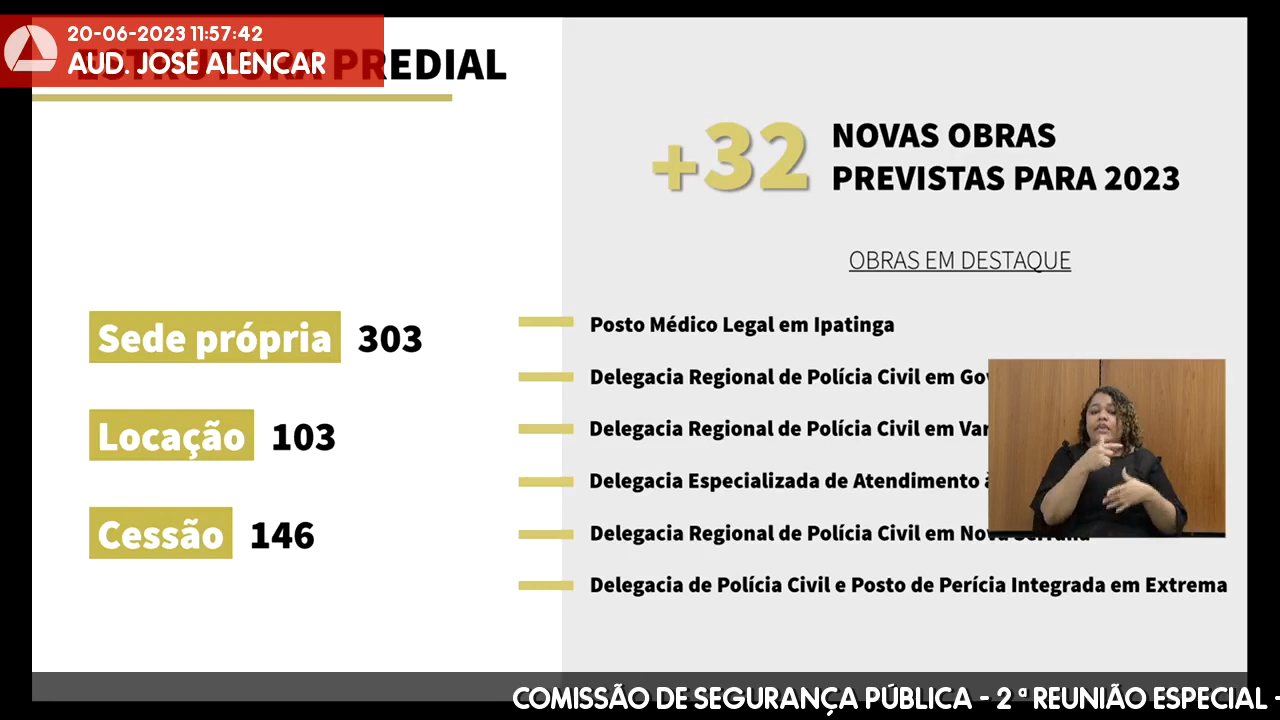 20-06-2023 11:57:42
AUD. JOSÉ ALENCAR
ESTRUTURA PREDIAL
+32 NOVAS OBRAS
PREVISTAS PARA 2023
OBRAS EM DESTAQUE
Sede própria 303
Locação 103
Cessão 146
Posto Médico Legal em Ipatinga
Delegacia Regional de Polícia Civil em
Delegacia Regional de Polícia Civil em
Delegacia Especializada de Atendimento
Delegacia Regional de Polícia Civil em Nova Serrana
Delegacia de Polícia Civil e Posto de Perícia Integrada em Extrema
COMISSÃO DE SEGURANÇA PÚBLICA - 2ª REUNIÃO ESPECIAL -